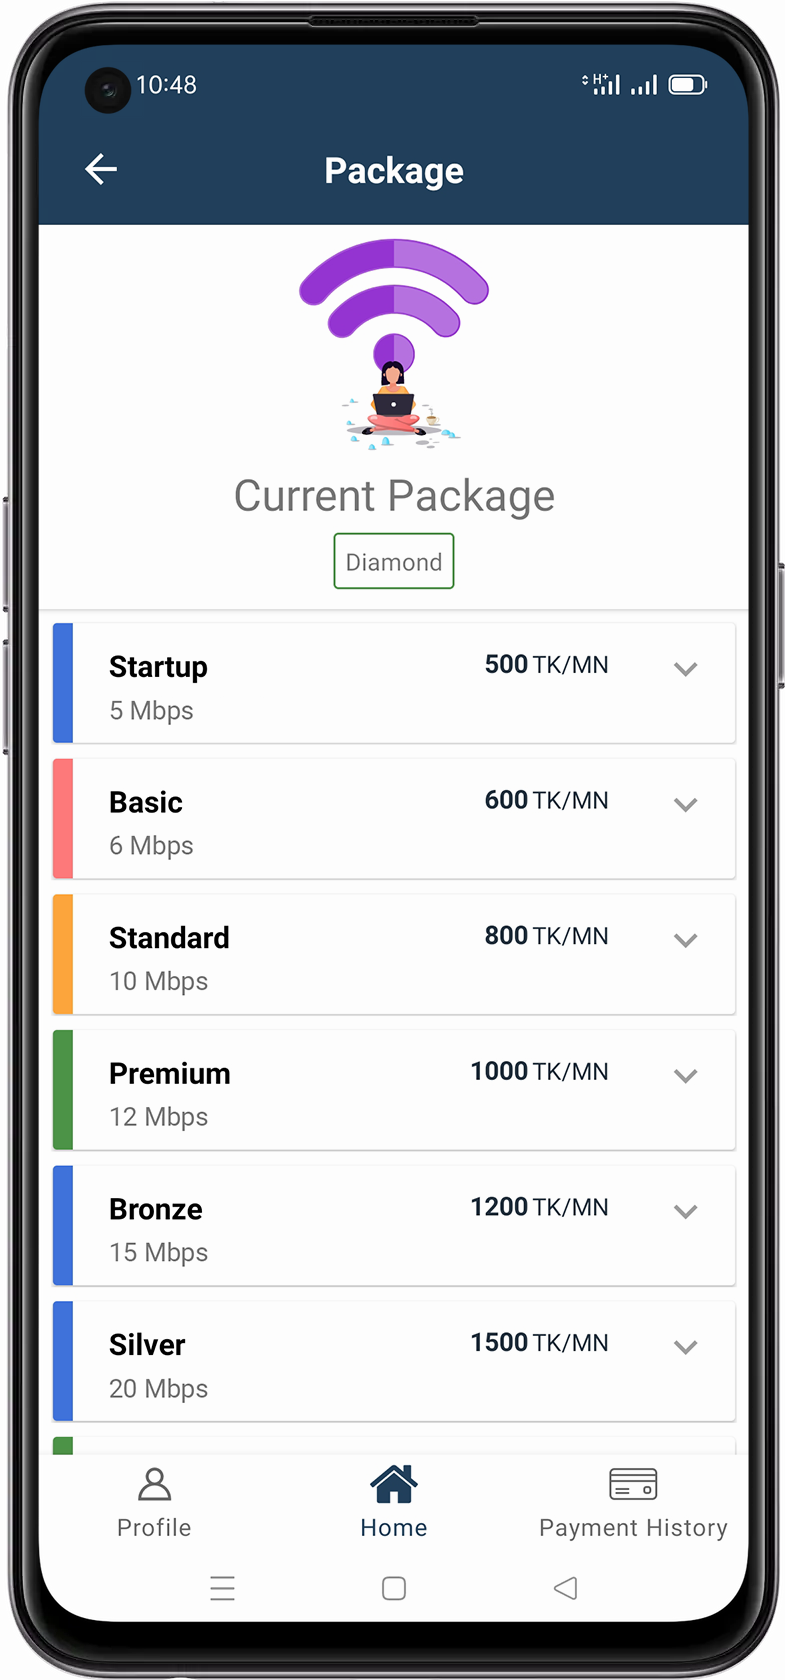 10:48
H+
Package
Current Package
Diamond
Startup 500 TK/MN
5 Mbps
Basic 600 TK/MN
6 Mbps
Standard 800 TK/MN
10 Mbps
Premium 1000 TK/MN
12 Mbps
Bronze 1200 TK/MN
15 Mbps
Silver 1500 TK/MN
20 Mbps
Profile Home Payment History